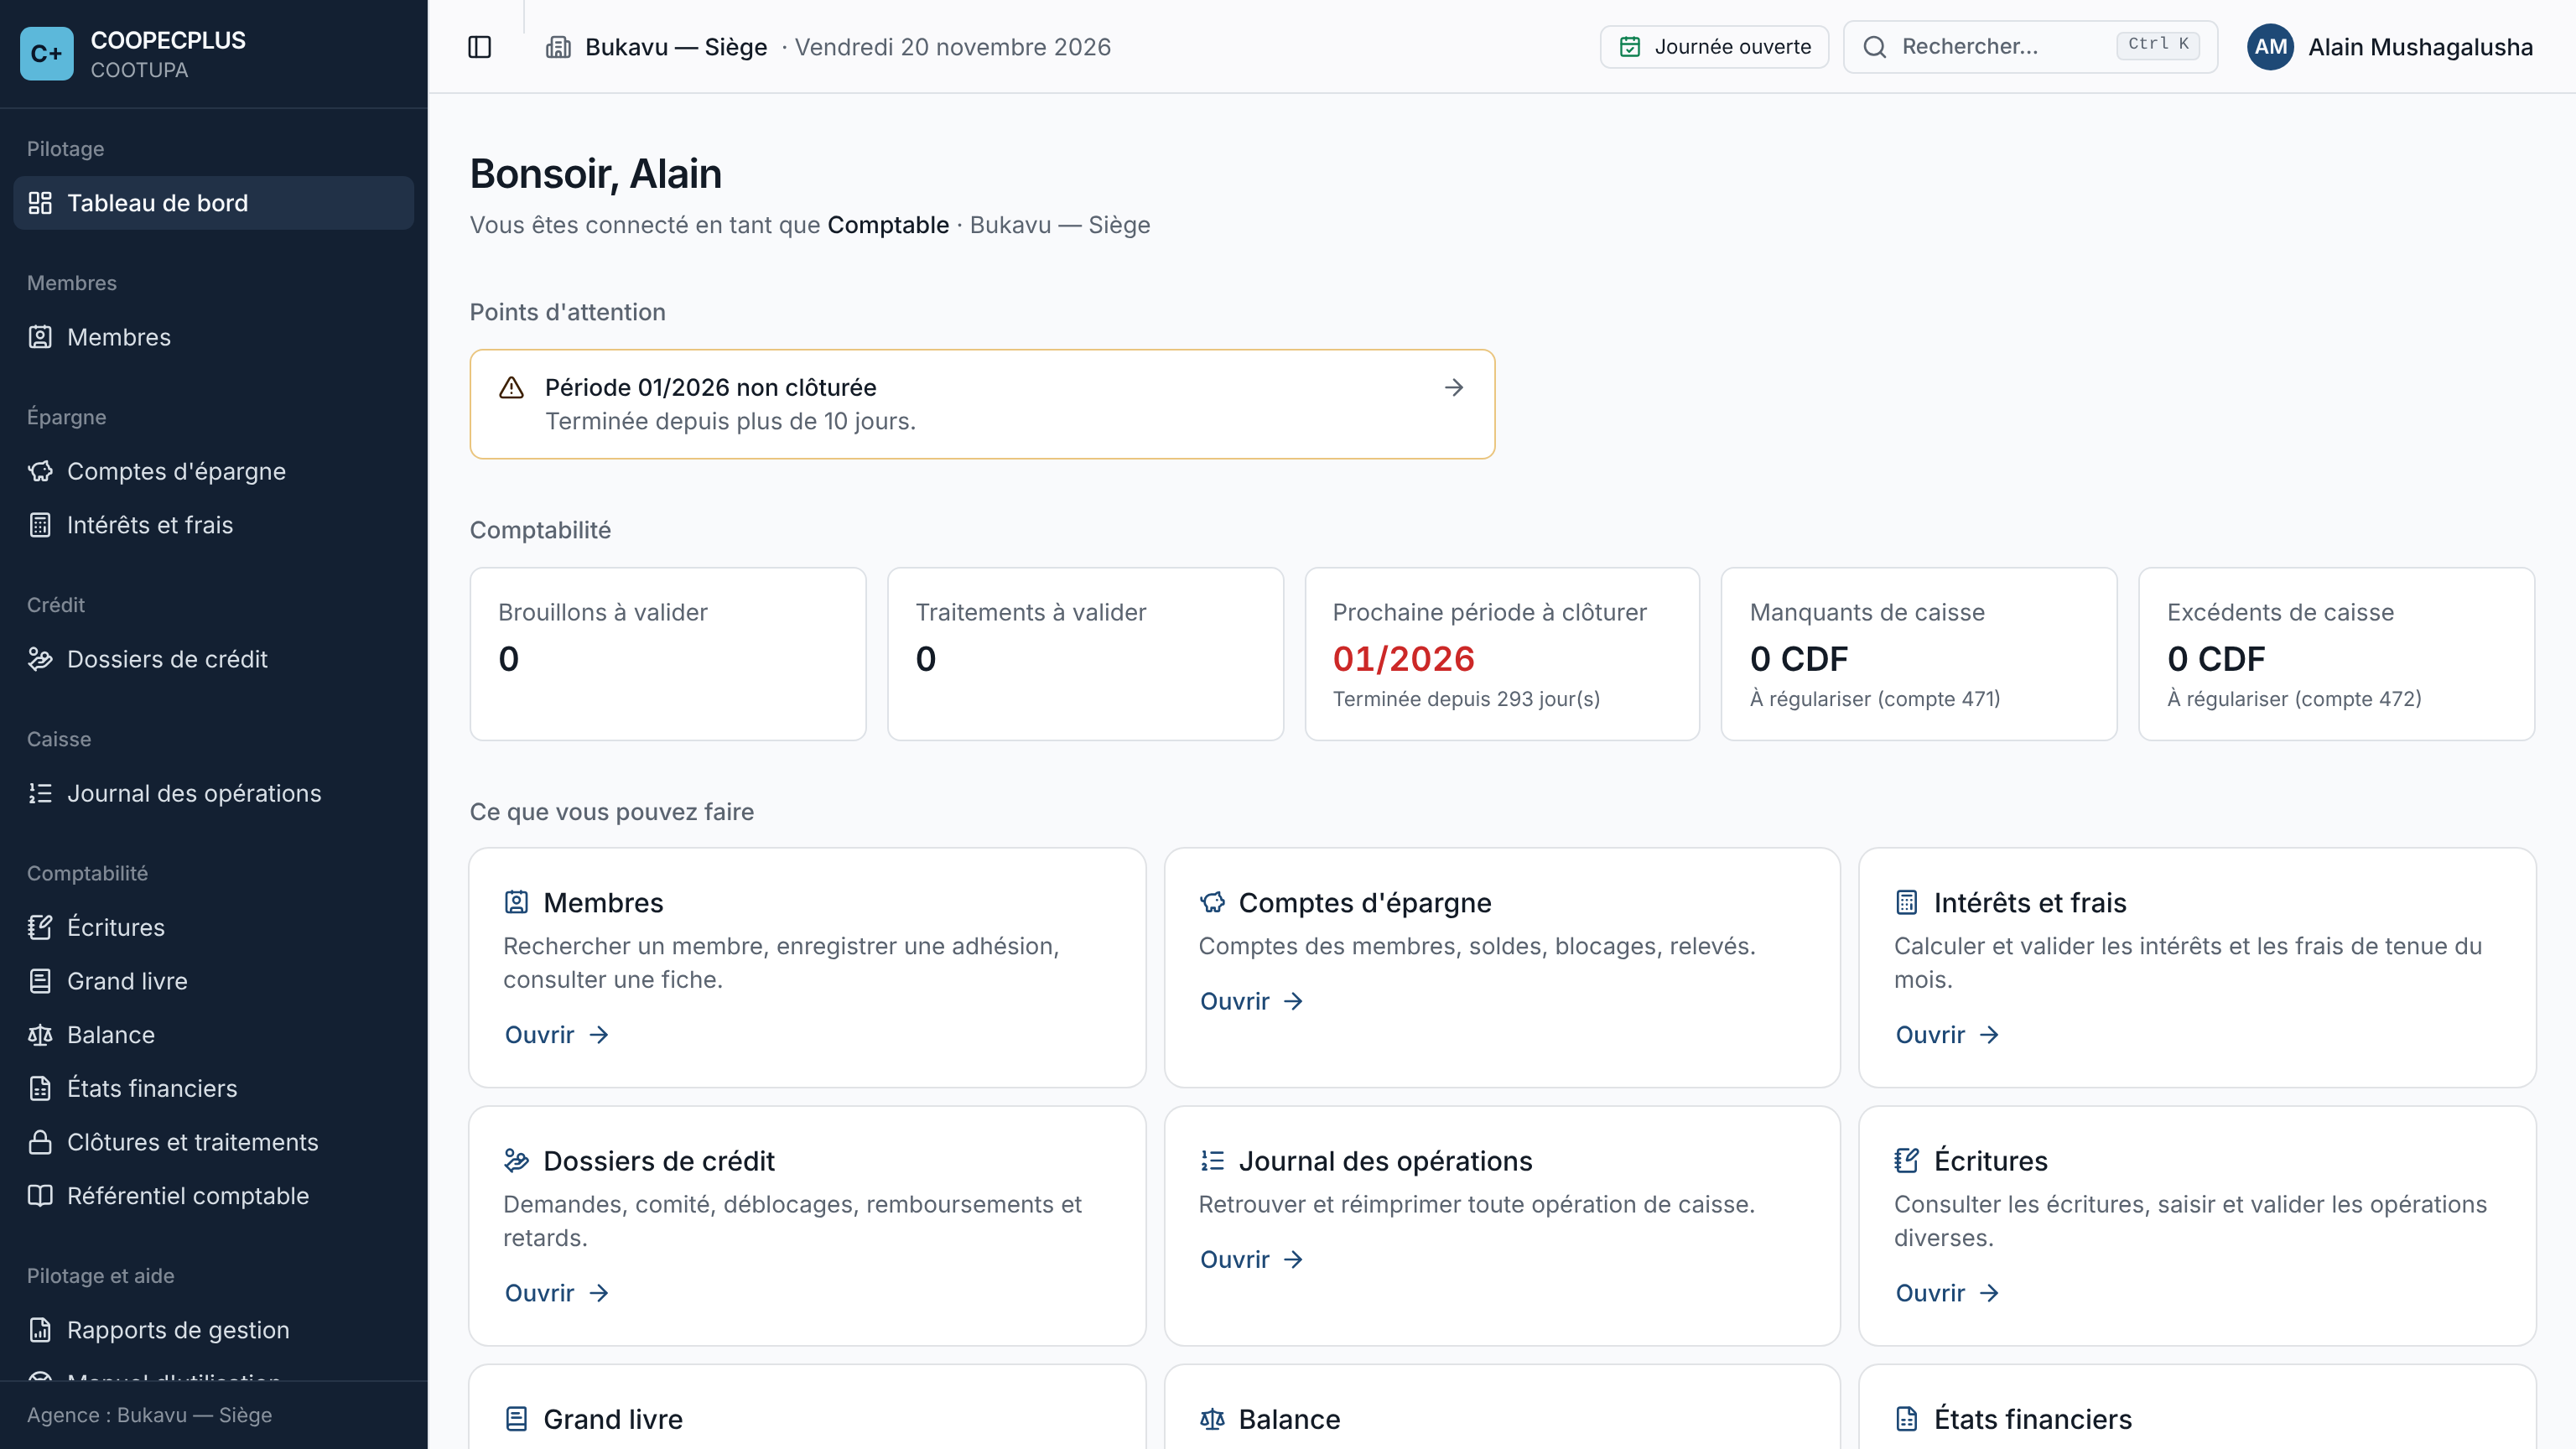 C+
COOPECPLUS
COOTUPA
Pilotage
Tableau de bord
Membres
Membres
Épargne
Comptes d'épargne
Intérêts et frais
Crédit
Dossiers de crédit
Caisse
Journal des opérations
Comptabilité
Écritures
Grand livre
Balance
États financiers
Clôtures et traitements
Référentiel comptable
Pilotage et aide
Rapports de gestion
Manuel d'utilisation
Agence : Bukavu — Siège
Bukavu — Siège · Vendredi 20 novembre 2026
Journée ouverte
Rechercher... Ctrl K
AM Alain Mushagalusha
Bonsoir, Alain
Vous êtes connecté en tant que Comptable · Bukavu — Siège
Points d'attention
Période 01/2026 non clôturée
Terminée depuis plus de 10 jours.
Comptabilité
Brouillons à valider
0
Traitements à valider
0
Prochaine période à clôturer
01/2026
Terminée depuis 293 jour(s)
Manquants de caisse
0 CDF
À régulariser (compte 471)
Excédents de caisse
0 CDF
À régulariser (compte 472)
Ce que vous pouvez faire
Membres
Rechercher un membre, enregistrer une adhésion,
consulter une fiche.
Ouvrir
Comptes d'épargne
Comptes des membres, soldes, blocages, relevés.
Ouvrir
Intérêts et frais
Calculer et valider les intérêts et les frais de tenue du
mois.
Ouvrir
Dossiers de crédit
Demandes, comité, déblocages, remboursements et
retards.
Ouvrir
Journal des opérations
Retrouver et réimprimer toute opération de caisse.
Ouvrir
Écritures
Consulter les écritures, saisir et valider les opérations
diverses.
Ouvrir
Grand livre
Balance
États financiers